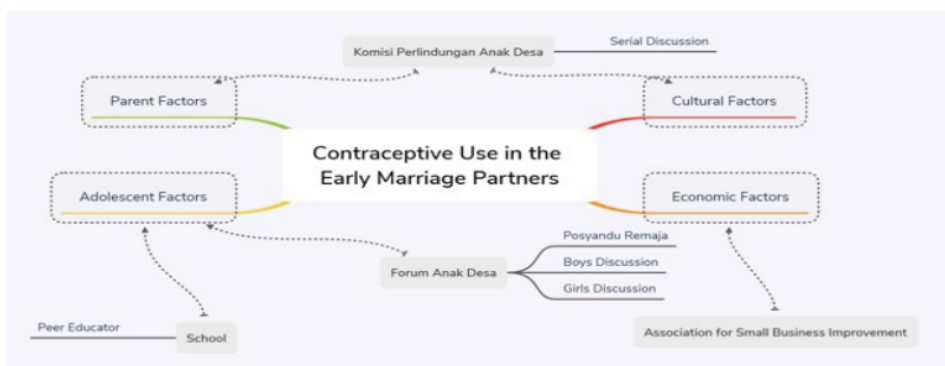 Komisi Perlindungan Anak Desa
Serial Discussion
Parent Factors
Cultural Factors
Contraceptive Use in the
Early Marriage Partners
Adolescent Factors
Economic Factors
Posyandu Remaja
Forum Anak Desa
Boys Discussion
Girls Discussion
Peer Educator
School
Association for Small Business Improvement